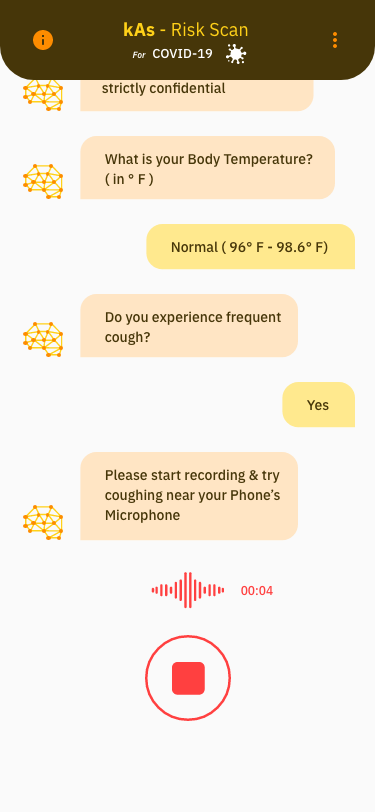 kAs - Risk Scan
For COVID-19
strictly confidential
What is your Body Temperature?
( in ° F )
Normal ( 96° F - 98.6° F)
Do you experience frequent
cough?
Yes
Please start recording & try
coughing near your Phone's
Microphone
00:04